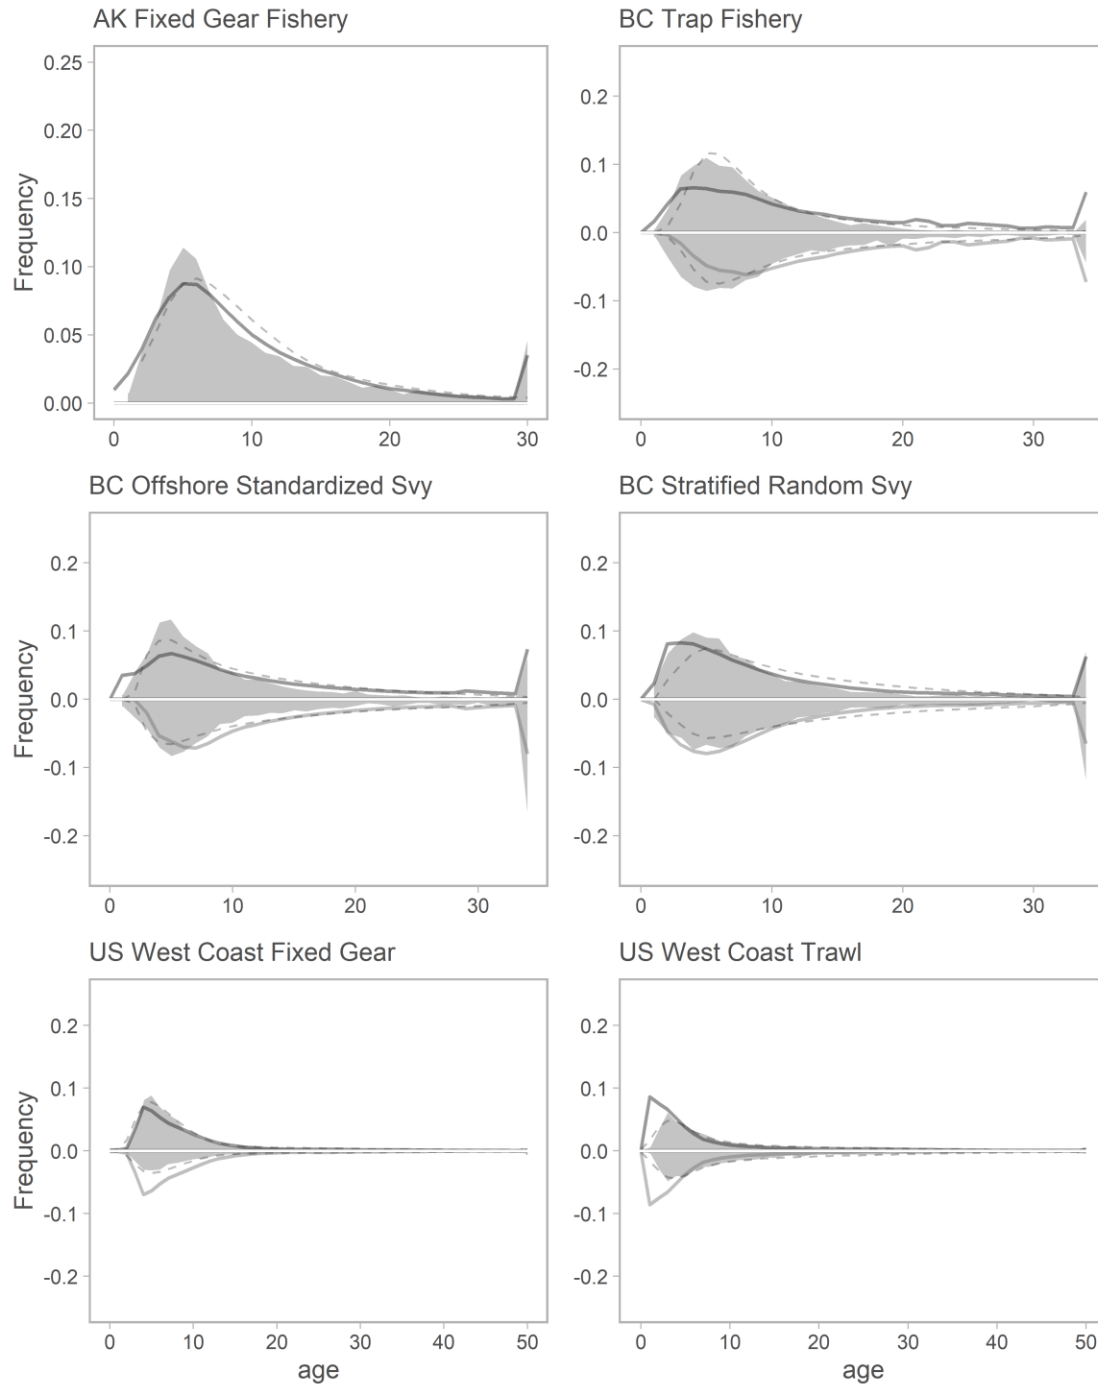 AK Fixed Gear Fishery
BC Trap Fishery
Frequency
0.25
0.20
0.15
0.10
0.05
0.00
0 10 20 30
0.2
0.1
0.0
-0.1
-0.2
0 10 20 30
BC Offshore Standardized Svy
BC Stratified Random Svy
Frequency
0.2
0.1
0.0
-0.1
-0.2
0 10 20 30
0.2
0.1
0.0
-0.1
-0.2
0 10 20 30
US West Coast Fixed Gear
US West Coast Trawl
Frequency
0.2
0.1
0.0
-0.1
-0.2
0 10 20 30 40 50
age
0.2
0.1
0.0
-0.1
-0.2
0 10 20 30 40 50
age